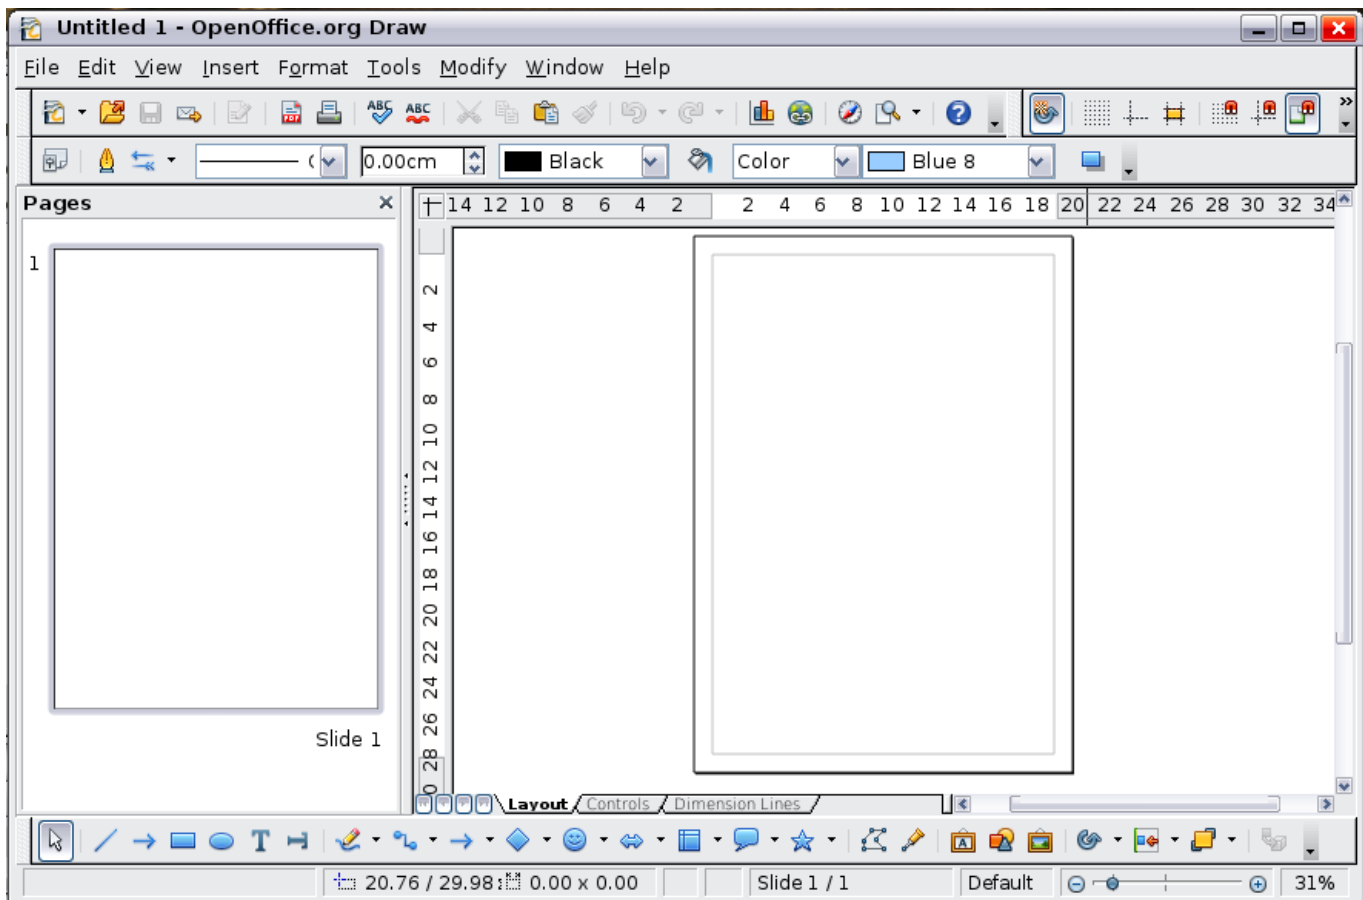 Untitled 1 - OpenOffice.org Draw
File Edit View Insert Format Tools Modify Window Help
ABC ABC
0.00cm Black Color Blue 8
Pages
14 12 10 8 6 4 2 2 4 6 8 10 12 14 16 18 20 22 24 26 28 30 32 34
1
2
4
6
8
10
12
14
16
18
20
22
24
26
28
Slide 1
Layout Controls Dimension Lines
T
20.76 / 29.98 0.00 x 0.00 Slide 1 / 1 Default 31%